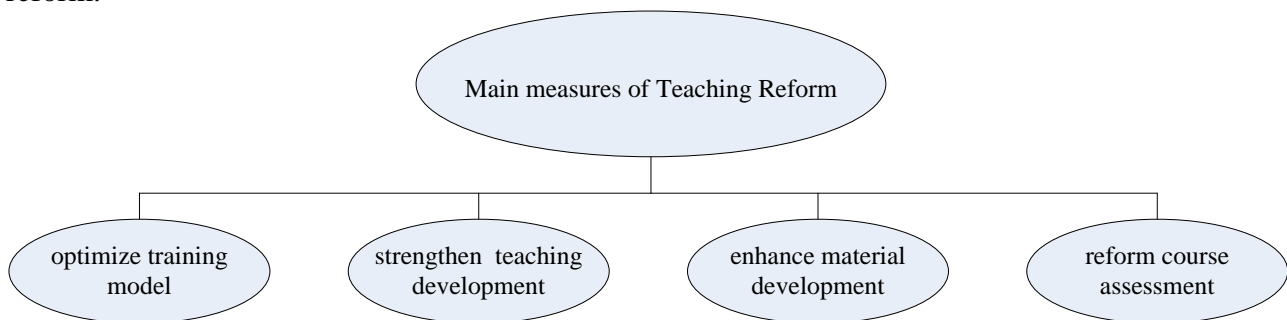 reform.
Main measures of Teaching Reform
optimize training
model
strengthen teaching
development
enhance material
development
reform course
assessment